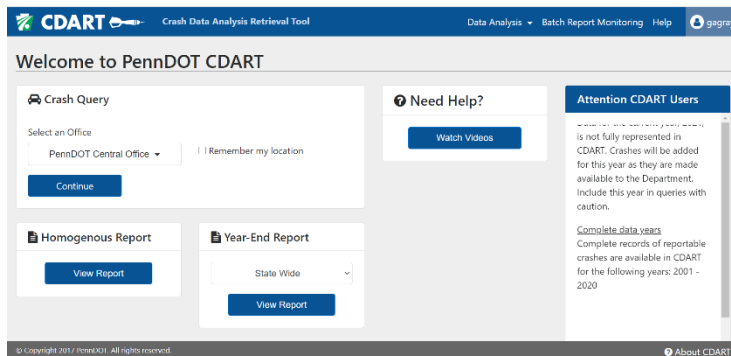 CDART Crash Data Analysis Retrieval Tool Data Analysis Batch Report Monitoring Help
Welcome to PennDOT CDART
Crash Query
Select an Office
PennDOT Central Office
Remember my location
Continue
Need Help?
Watch Videos
Attention CDART Users
is not fully represented in
CDART. Crashes will be added
for this year as they are made
available to the Department.
Include this year in queries with
caution.
Complete data years
Complete records of reportable
crashes are available in CDART
for the following years: 2001 -
2020
Homogenous Report
View Report
Year-End Report
State Wide
View Report
© Copyright 2017 PennDOT. All rights reserved.
About CDART